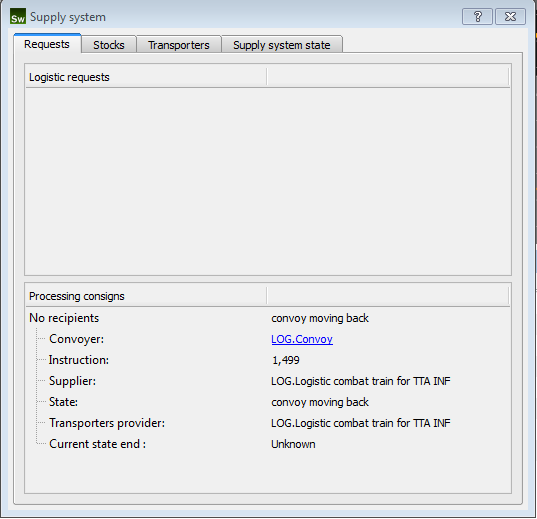 Sw Supply system
Requests Stocks Transporters Supply system state
Logistic requests
Processing consigns
No recipients convoy moving back
Convoyer: LOG.Convoy
Instruction: 1,499
Supplier: LOG.Logistic combat train for TTA INF
State: convoy moving back
Transporters provider: LOG.Logistic combat train for TTA INF
Current state end : Unknown